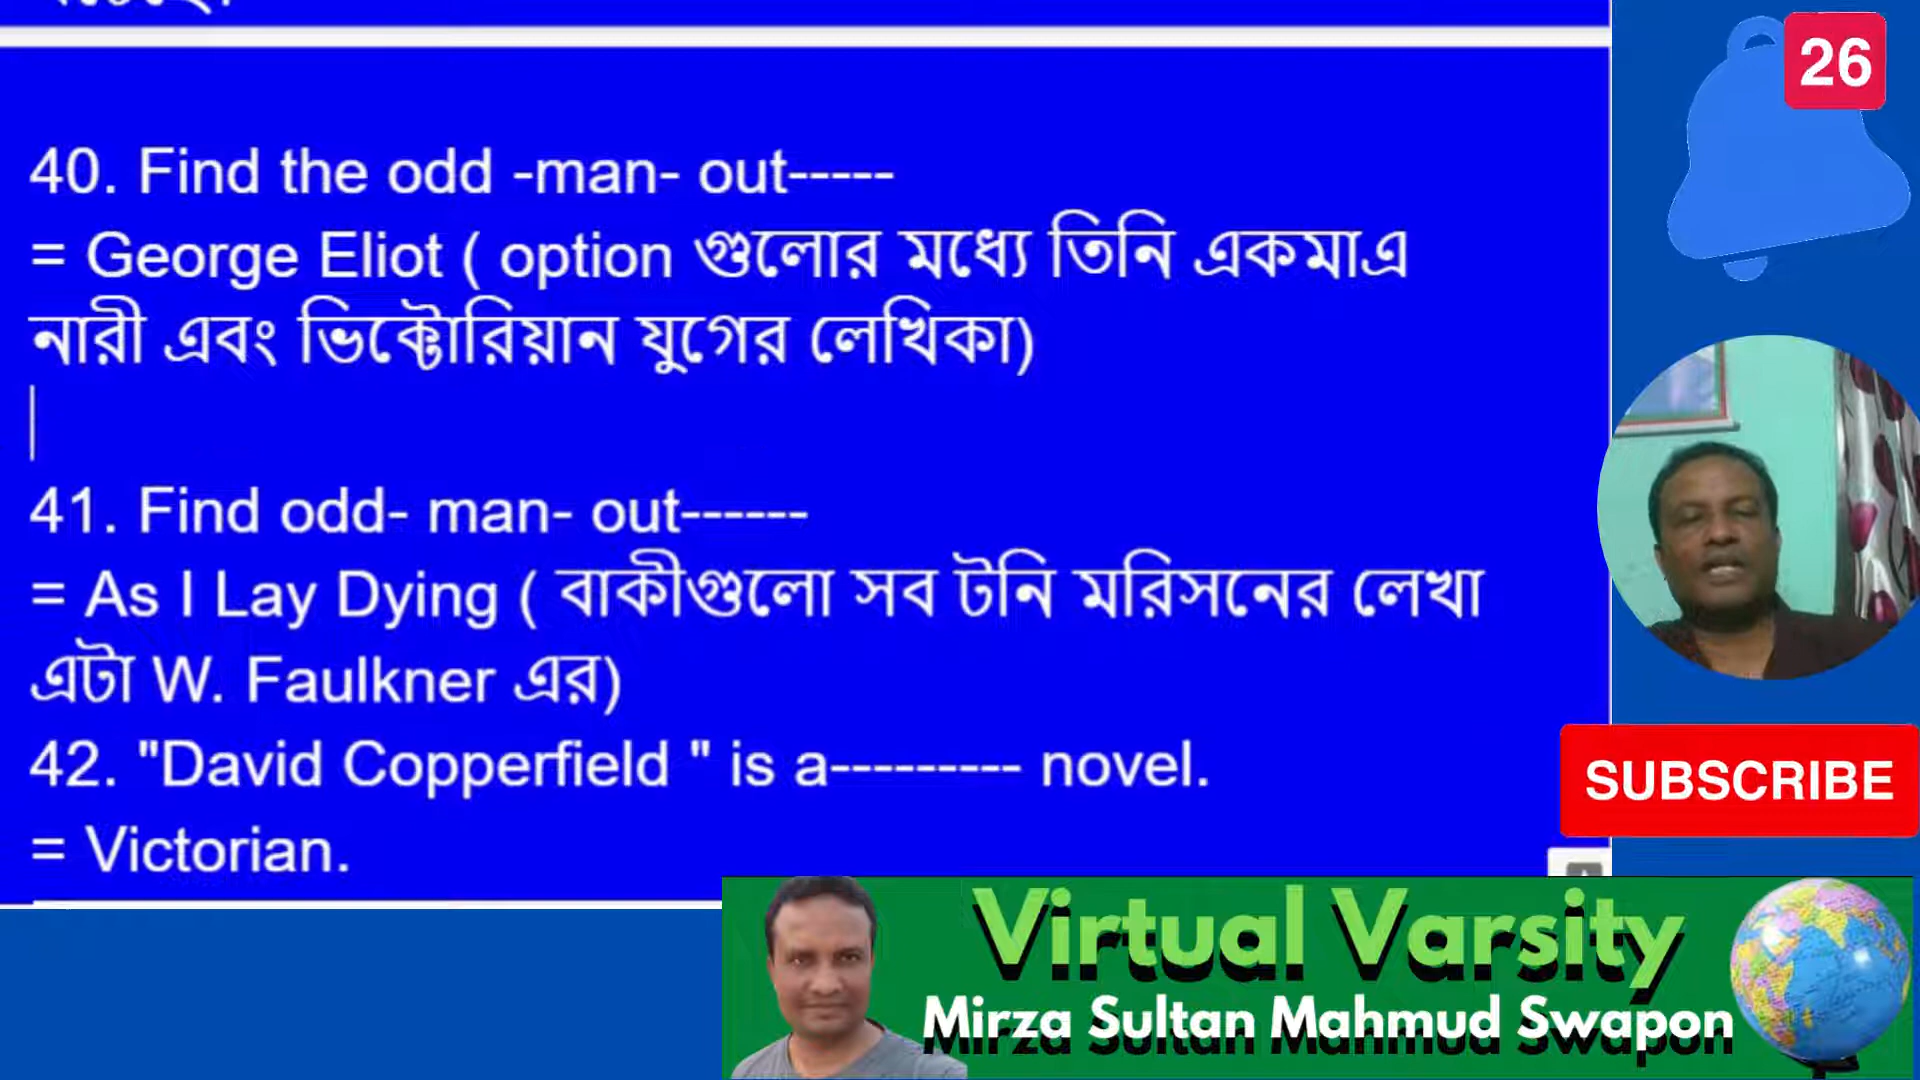 26
40. Find the odd -man- out-----
= George Eliot ( option গুলোর মধ্যে তিনি একমাএ
নারী এবং ভিক্টোরিয়ান যুগের লেখিকা)
41. Find odd- man- out------
= As I Lay Dying ( বাকীগুলো সব টনি মরিসনের লেখা
এটা W. Faulkner এর)
42. "David Copperfield " is a--------- novel.
= Victorian.
SUBSCRIBE
Virtual Varsity
Mirza Sultan Mahmud Swapon